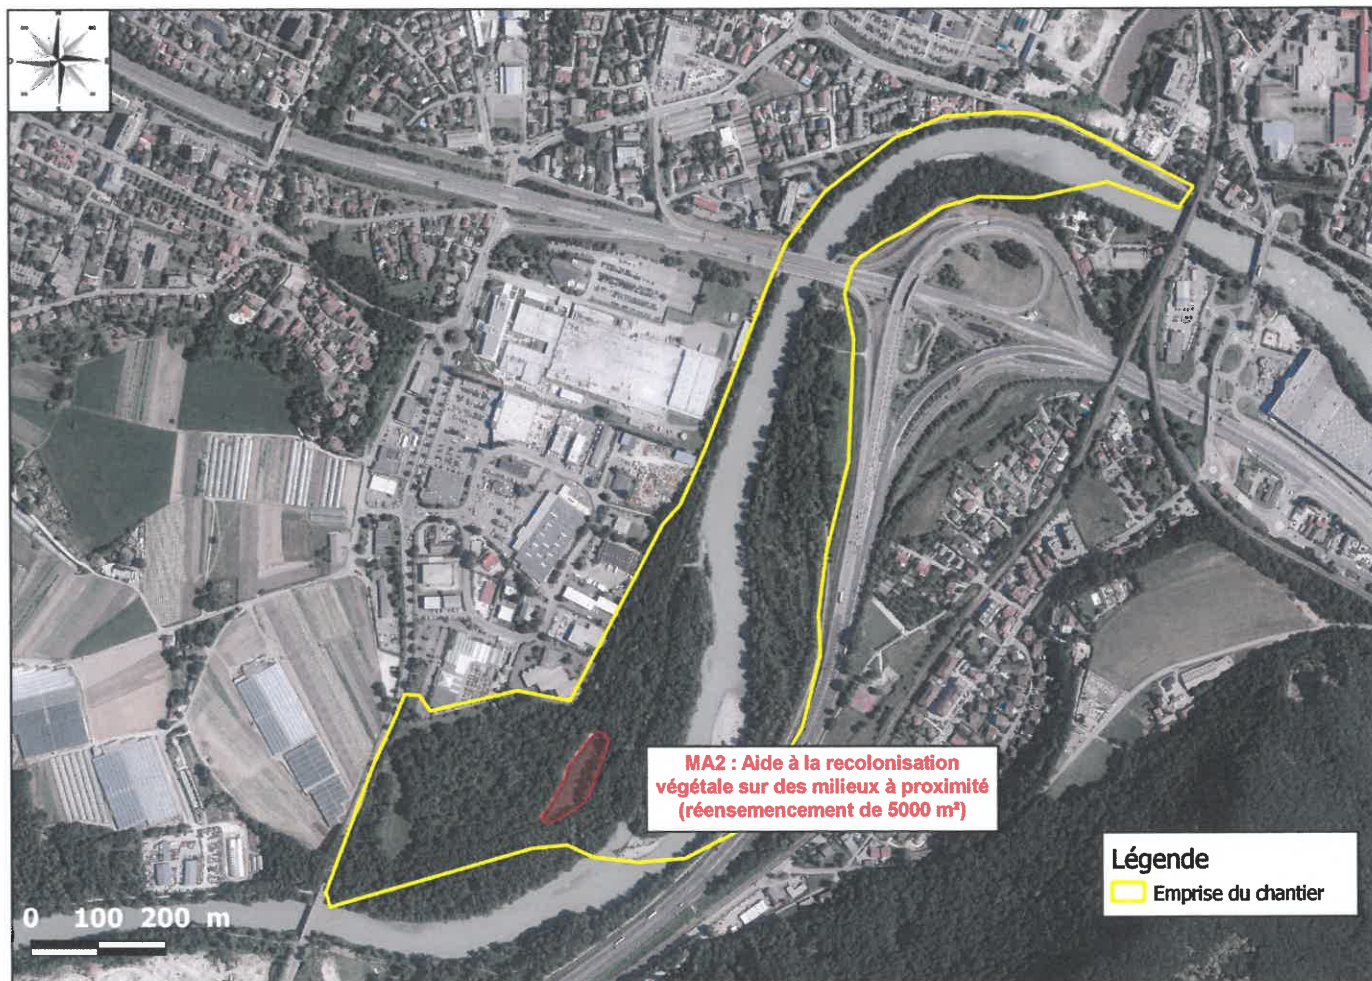 MA2 : Aide à la recolonisation
végétale sur des milieux à proximité
(réensemencement de 5000 m²)
Légende
Emprise du chantier
0 100 200 m